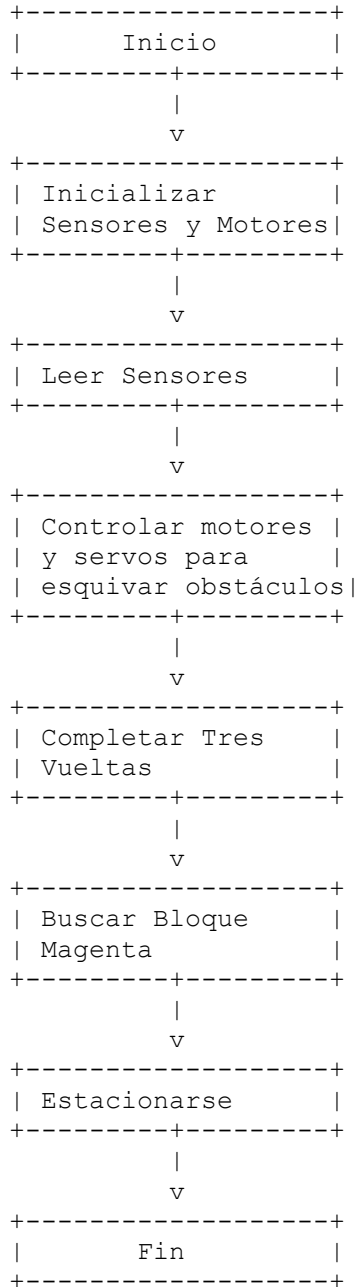 Inicio
Inicializar
Sensores y Motores
Leer Sensores
Controlar motores
y servos para
esquivar obstáculos
Completar Tres
Vueltas
Buscar Bloque
Magenta
Estacionarse
Fin